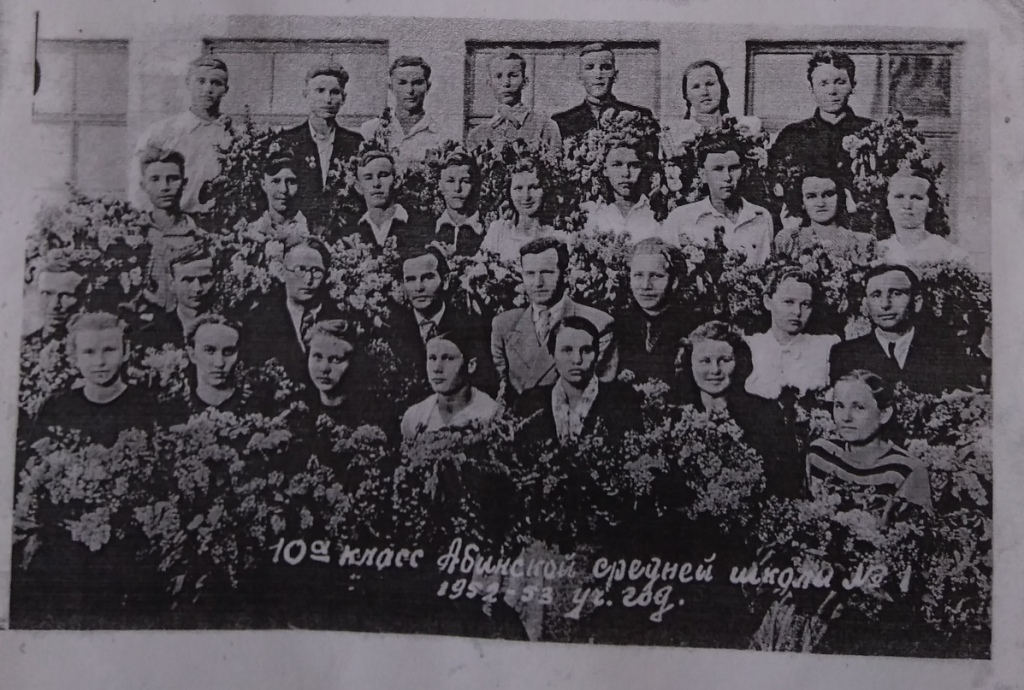 10а класс Абинской средней школы № 1
1952-53 уч. год.